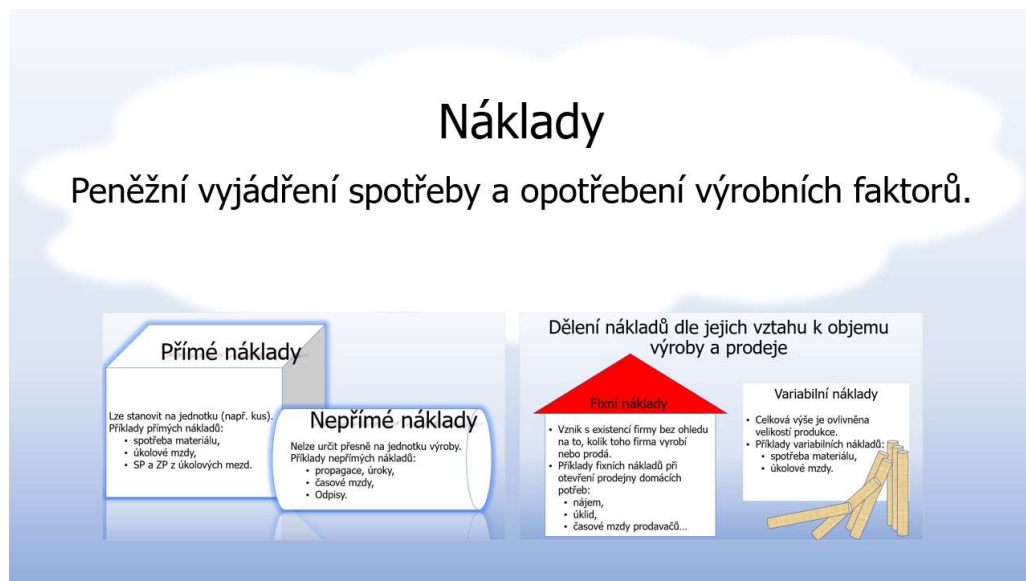 Náklady
Peněžní vyjádření spotřeby a opotřebení výrobních faktorů.
Přímé náklady
Lze stanovit na jednotku (např. kus).
Příklady přímých nákladů:
• spotřeba materiálu,
• úkolové mzdy,
• SP a ZP z úkolových mezd.
Nepřímé náklady
Nelze určit přesně na jednotku výroby.
Příklady nepřímých nákladů:
• propagace, úroky,
• časové mzdy,
• Odpisy.
Dělení nákladů dle jejich vztahu k objemu
výroby a prodeje
Fixní náklady
• Vznik s existencí firmy bez ohledu
na to, kolik toho firma vyrobí
nebo prodá.
• Příklady fixních nákladů při
otevření prodejny domácích
potřeb:
• nájem,
• úklid,
• časové mzdy prodavačů...
Variabilní náklady
• Celková výše je ovlivněna
velikostí produkce.
• Příklady variabilních nákladů:
• spotřeba materiálu,
• úkolové mzdy.